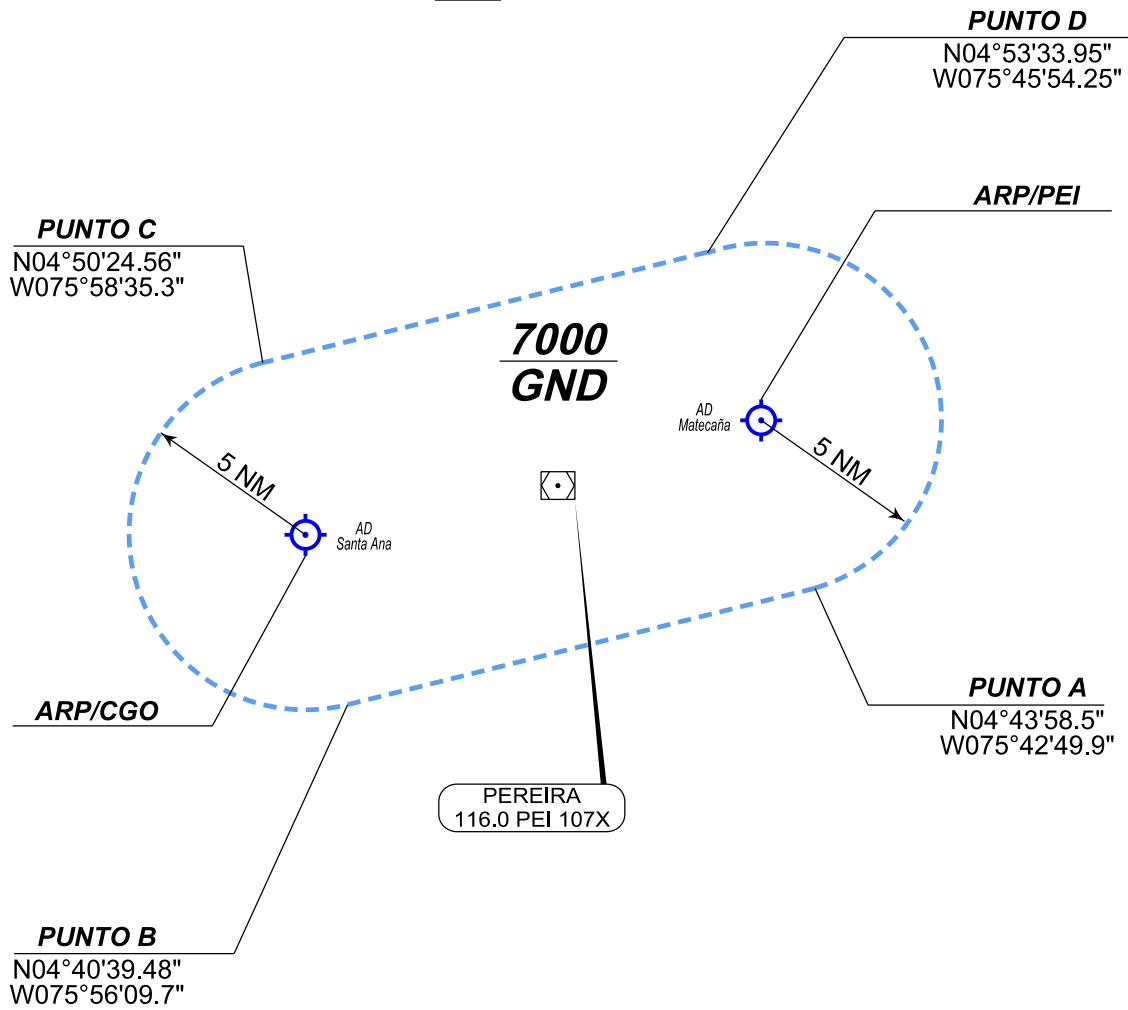 PUNTO D
N04°53'33.95"
W075°45'54.25"
ARP/PEI
PUNTO C
N04°50'24.56"
W075°58'35.3"
7000
GND
AD
Matecaña
5 NM
5 NM
AD
Santa Ana
ARP/CGO
PUNTO A
N04°43'58.5"
W075°42'49.9"
PEREIRA
116.0 PEI 107X
PUNTO B
N04°40'39.48"
W075°56'09.7"